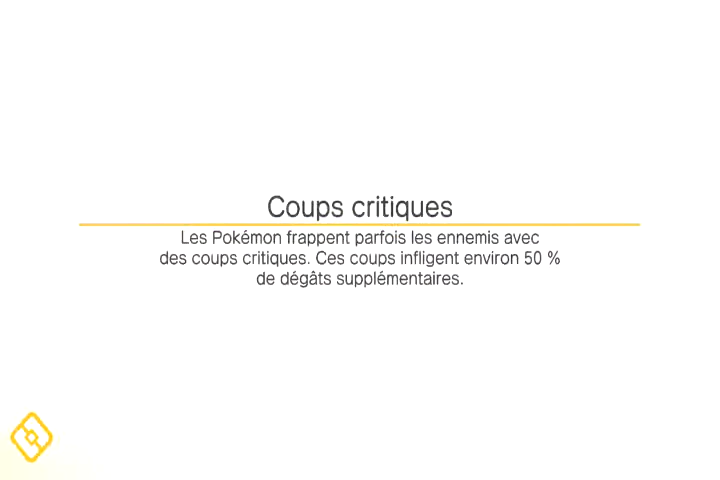 Coups critiques
Les Pokémon frappent parfois les ennemis avec
des coups critiques. Ces coups infligent environ 50 %
de dégâts supplémentaires.